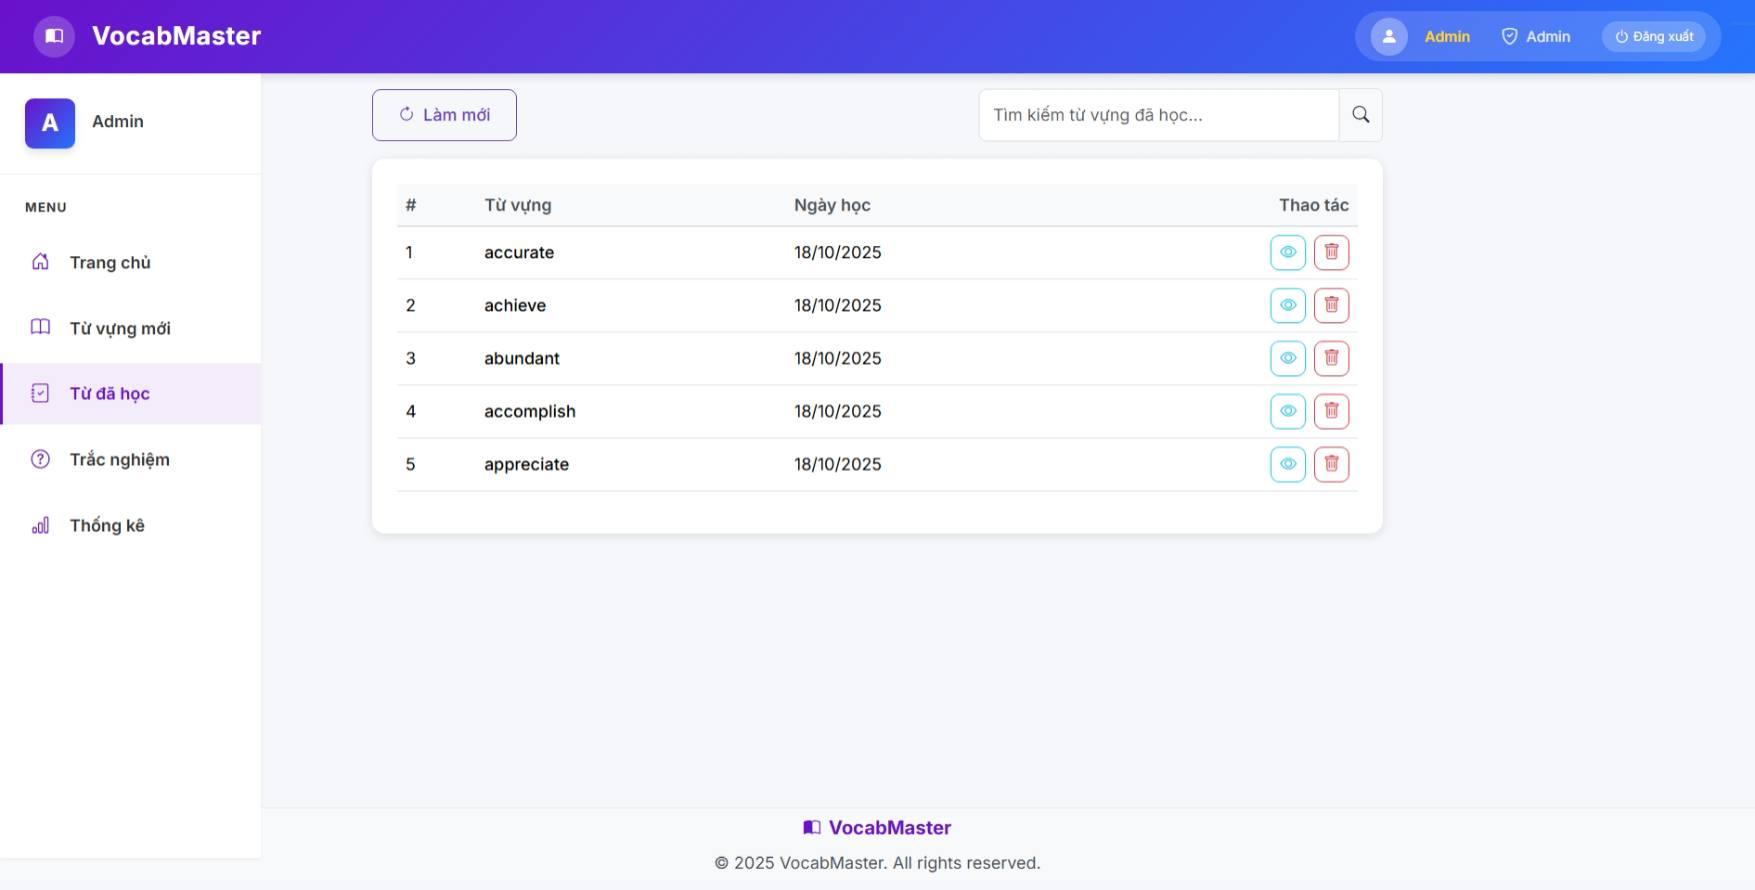 VocabMaster
Admin
Admin
Đăng xuất
A
Admin
MENU
Trang chủ
Từ vựng mới
Từ đã học
Trắc nghiệm
Thống kê
Làm mới
Tìm kiếm từ vựng đã học...
# Từ vựng Ngày học Thao tác
1 accurate 18/10/2025
2 achieve 18/10/2025
3 abundant 18/10/2025
4 accomplish 18/10/2025
5 appreciate 18/10/2025
VocabMaster
© 2025 VocabMaster. All rights reserved.